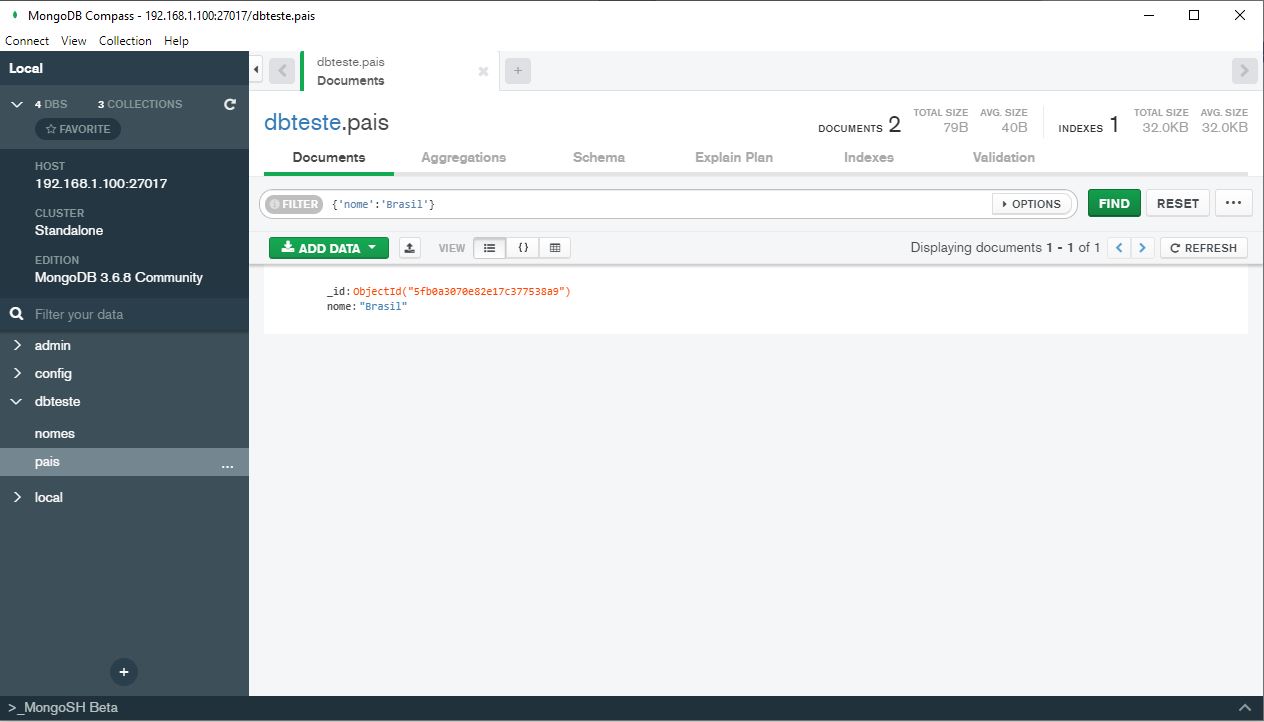 MongoDB Compass - 192.168.1.100:27017/dbteste.pais
Connect View Collection Help
Local
4 DBS 3 COLLECTIONS
FAVORITE
HOST
192.168.1.100:27017
CLUSTER
Standalone
EDITION
MongoDB 3.6.8 Community
Filter your data
admin
config
dbteste
nomes
pais ...
local
+
dbteste.pais
Documents
+
dbteste.pais
DOCUMENTS 2 TOTAL SIZE 79B AVG. SIZE 40B INDEXES 1 TOTAL SIZE 32.0KB AVG. SIZE 32.0KB
Documents Aggregations Schema Explain Plan Indexes Validation
FILTER {'nome':'Brasil'} OPTIONS FIND RESET ...
ADD DATA VIEW {} Displaying documents 1 - 1 of 1 < > REFRESH
_id: ObjectId("5fb0a3070e82e17c377538a9")
nome: "Brasil"
>_MongoSH Beta